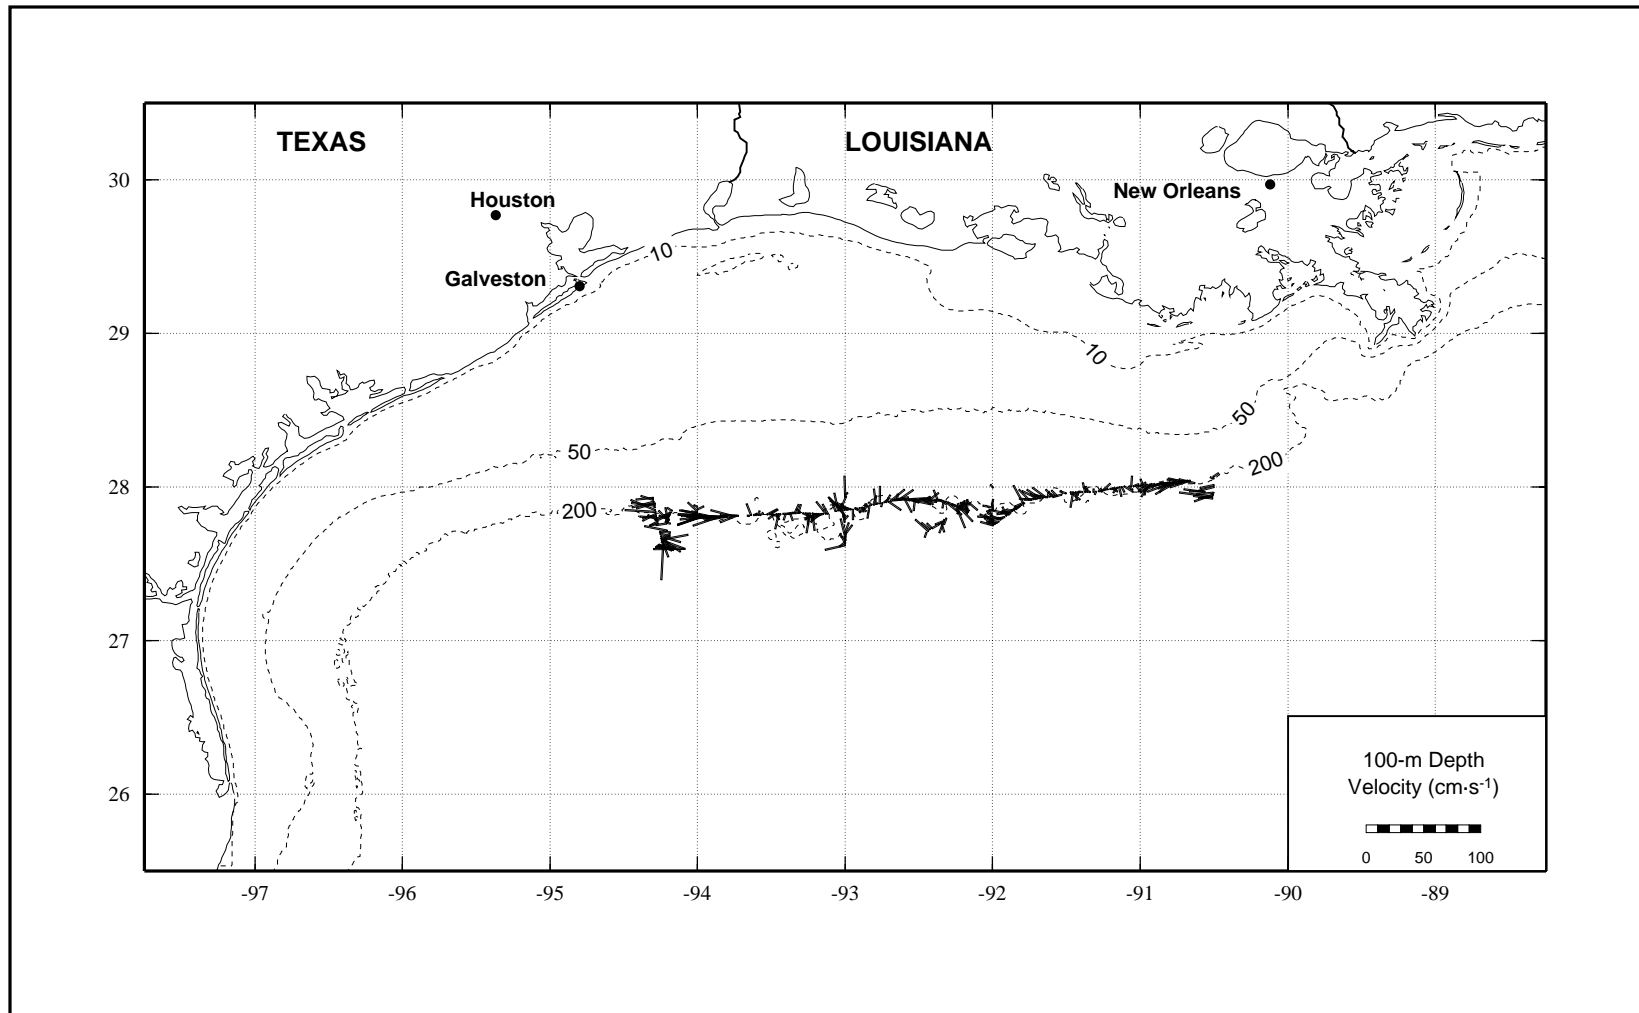 TEXAS
LOUISIANA
30
New Orleans
Houston
10
Galveston
29
10
50
50
200
28
200
27
100-m Depth
Velocity (cm·s-1)
26
0 50 100
-97 -96 -95 -94 -93 -92 -91 -90 -89